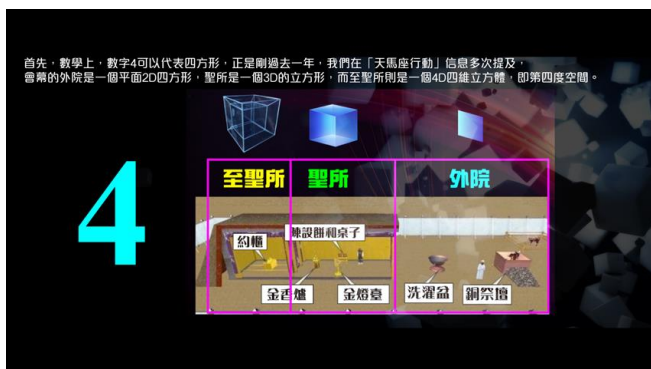 首先，數學上，數字4可以代表四方形，正是剛過去一年，我們在「天馬座行動」信息多次提及，
會幕的外院是一個平面2D四方形，聖所是一個3D的立方形，而至聖所則是一個4D四維立方體，即第四度空間。
4
至聖所 聖所 外院
約櫃 陳設餅和桌子
金香爐 金燈臺 洗濯盆 銅祭壇